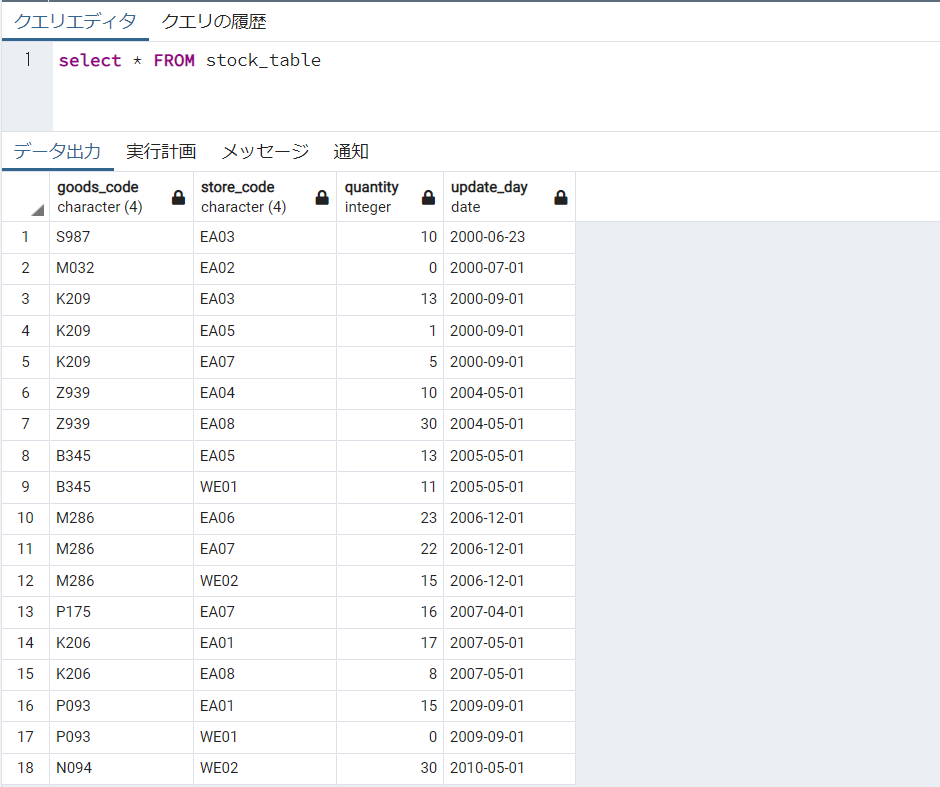 クエリエディタ クエリの履歴
1 select * FROM stock_table
データ出力 実行計画 メッセージ 通知
goods_code store_code quantity update_day
character (4) character (4) integer date
1 S987 EA03 10 2000-06-23
2 M032 EA02 0 2000-07-01
3 K209 EA03 13 2000-09-01
4 K209 EA05 1 2000-09-01
5 K209 EA07 5 2000-09-01
6 Z939 EA04 10 2004-05-01
7 Z939 EA08 30 2004-05-01
8 B345 EA05 13 2005-05-01
9 B345 WE01 11 2005-05-01
10 M286 EA06 23 2006-12-01
11 M286 EA07 22 2006-12-01
12 M286 WE02 15 2006-12-01
13 P175 EA07 16 2007-04-01
14 K206 EA01 17 2007-05-01
15 K206 EA08 8 2007-05-01
16 P093 EA01 15 2009-09-01
17 P093 WE01 0 2009-09-01
18 N094 WE02 30 2010-05-01